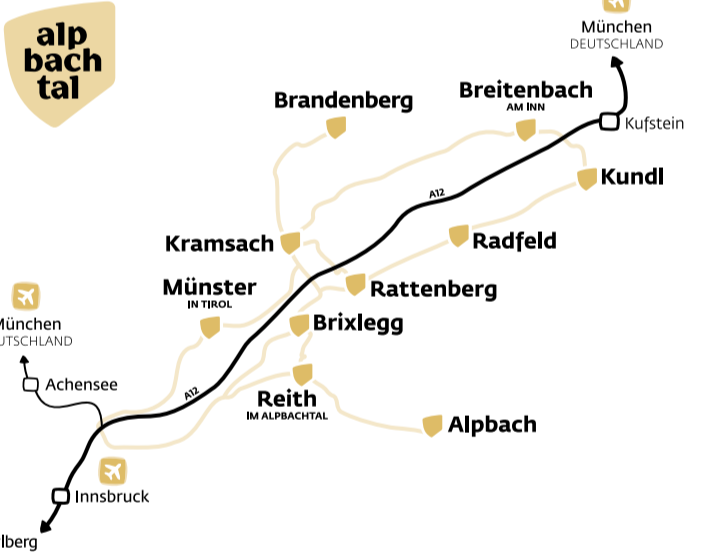 alp
bach
tal
München
DEUTSCHLAND
Brandenberg
Breitenbach
AM INN
Kufstein
Kundl
A12
Kramsach
Radfeld
Münster
IN TIROL
Rattenberg
München
UTSCHLAND
Brixlegg
Achensee
A12
Reith
IM ALPBACHTAL
Alpbach
Innsbruck
lberg